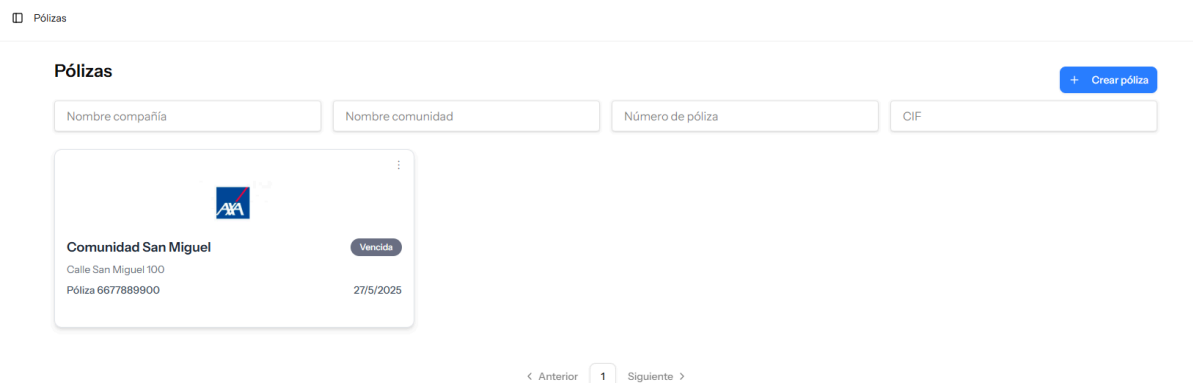 Pólizas
Pólizas
+ Crear póliza
Nombre compañía
Nombre comunidad
Número de póliza
CIF
AXA
Comunidad San Miguel
Vencida
Calle San Miguel 100
Póliza 6677889900
27/5/2025
< Anterior 1 Siguiente >